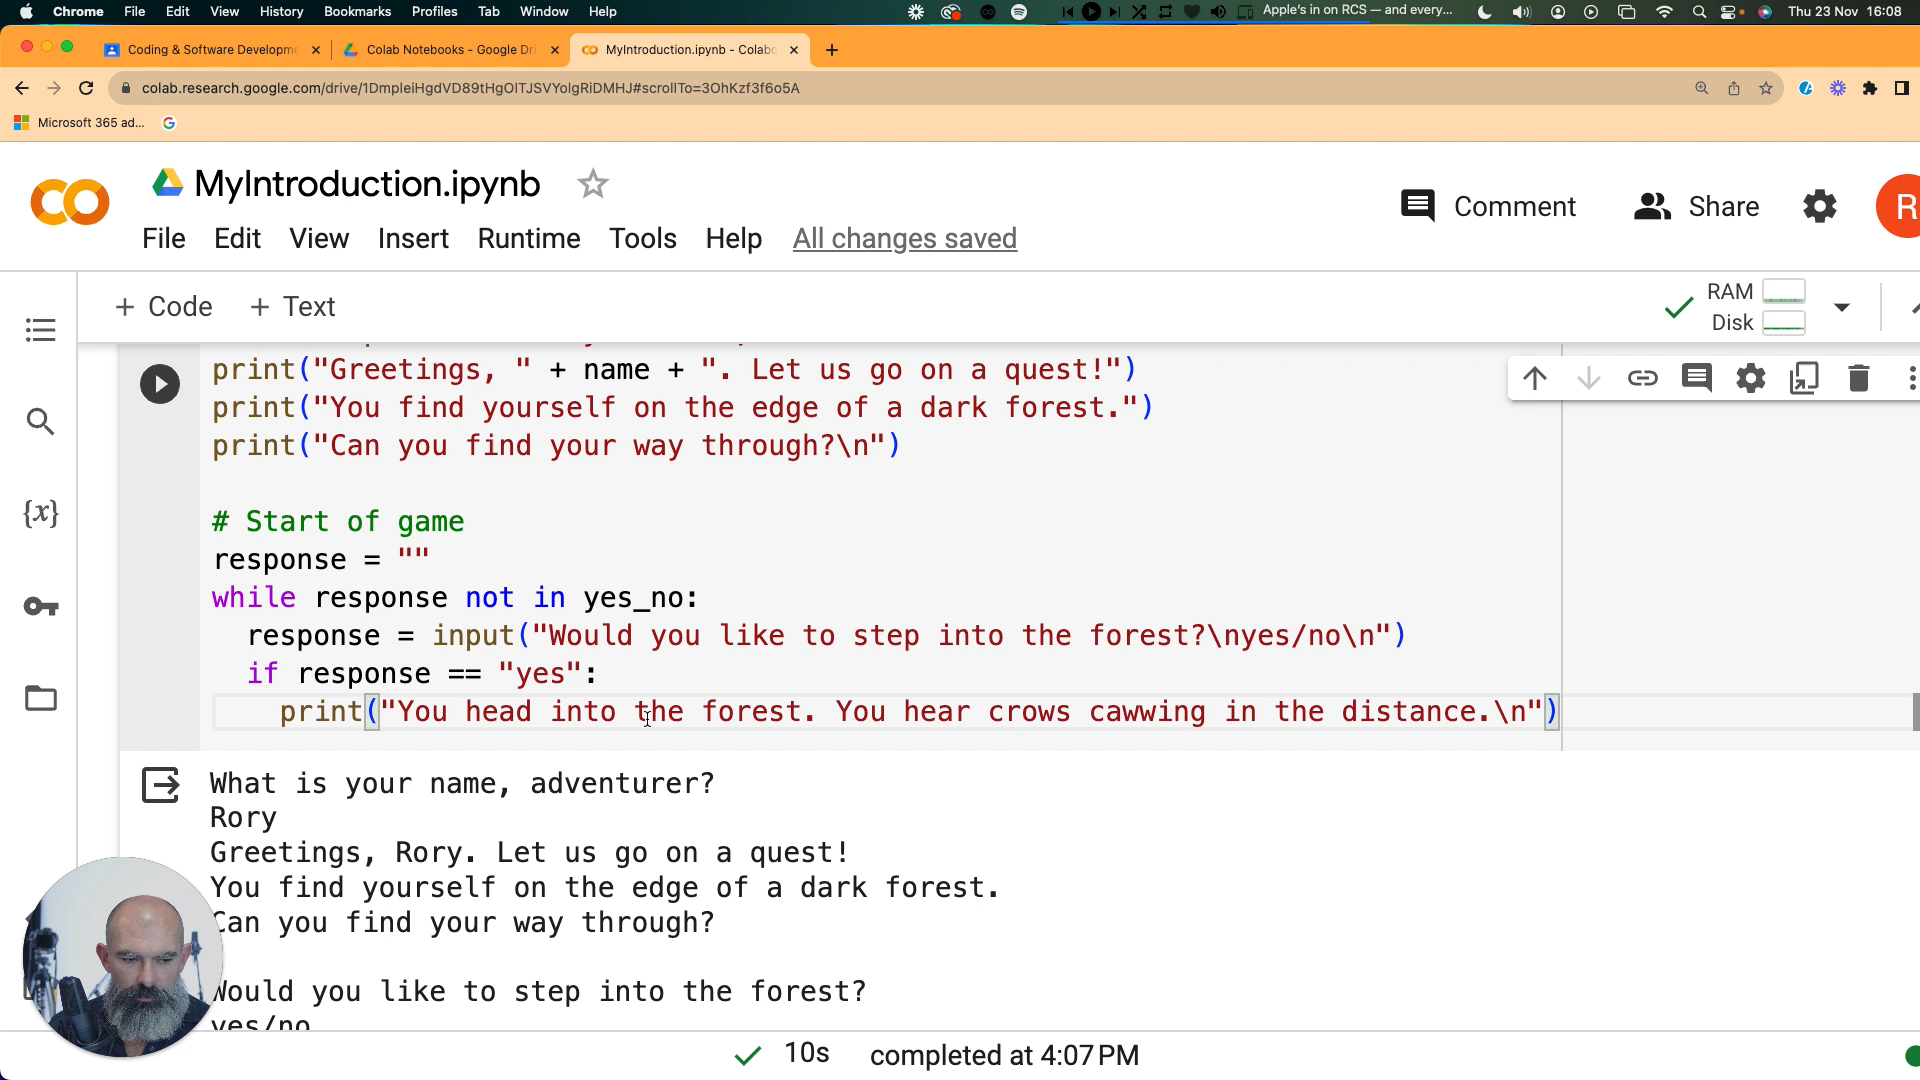 Chrome File Edit View History Bookmarks Profiles Tab Window Help Apple's in on RCS — and every... Thu 23 Nov 16:08
Coding & Software Developme Colab Notebooks - Google Dri MyIntroduction.ipynb - Colabo
colab.research.google.com/drive/1DmpleiHgdVD89tHgOlTJSVYolgRiDMHJ#scrollTo=3OhKzf3f6o5A
Microsoft 365 ad...
MyIntroduction.ipynb
Comment Share R
File Edit View Insert Runtime Tools Help All changes saved
+ Code + Text
RAM
Disk
print("Greetings, " + name + ". Let us go on a quest!")
print("You find yourself on the edge of a dark forest.")
print("Can you find your way through?\n")
# Start of game
response = ""
while response not in yes_no:
response = input("Would you like to step into the forest?\nyes/no\n")
if response == "yes":
print("You head into the forest. You hear crows cawwing in the distance.\n")
{x}
What is your name, adventurer?
Rory
Greetings, Rory. Let us go on a quest!
You find yourself on the edge of a dark forest.
Can you find your way through?
Would you like to step into the forest?
yes/no
10s completed at 4:07 PM